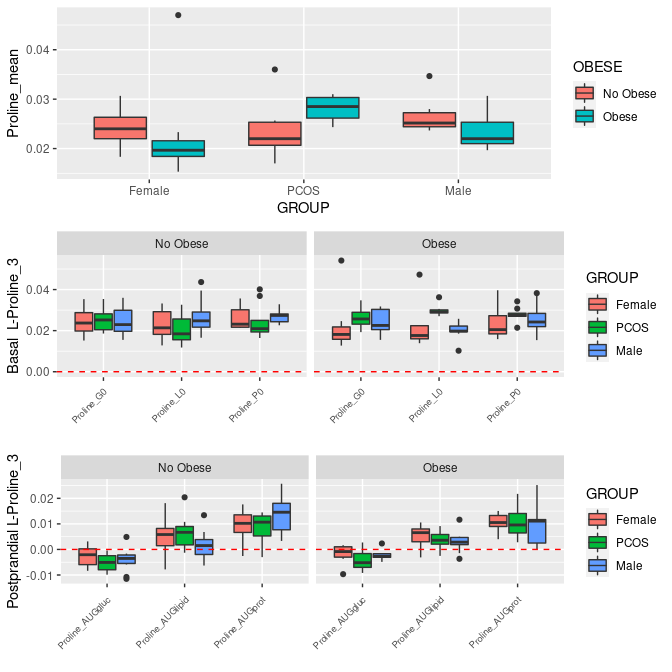 Proline_mean
0.04
0.03
0.02
Female PCOS Male
GROUP
OBESE
No Obese
Obese
Basal L-Proline_3
No Obese Obese
0.04
0.02
0.00
Proline_G0 Proline_L0 Proline_P0 Proline_G0 Proline_L0 Proline_P0
GROUP
Female
PCOS
Male
Postprandial L-Proline_3
No Obese Obese
0.02
0.01
0.00
-0.01
Proline_AUGgluc Proline_AUGlipid Proline_AUGprot Proline_AUGgluc Proline_AUGlipid Proline_AUGprot
GROUP
Female
PCOS
Male